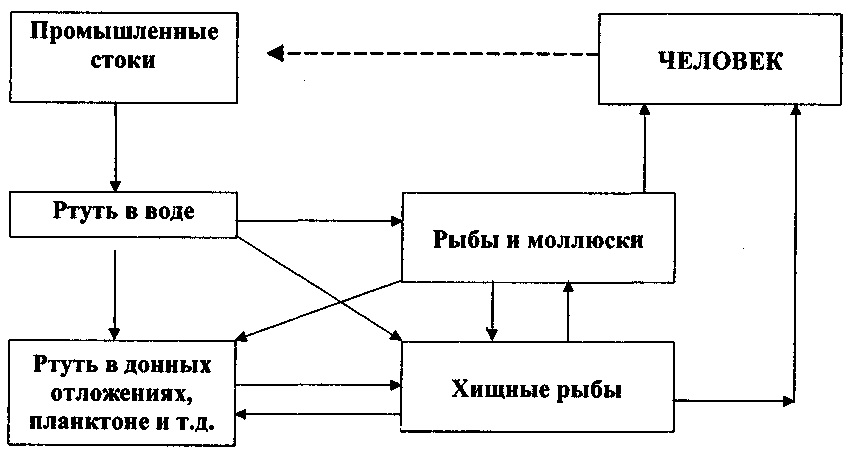 Промышленные
стоки
ЧЕЛОВЕК
Ртуть в воде
Рыбы и моллюски
Ртуть в донных
отложениях,
планктоне и т.д.
Хищные рыбы